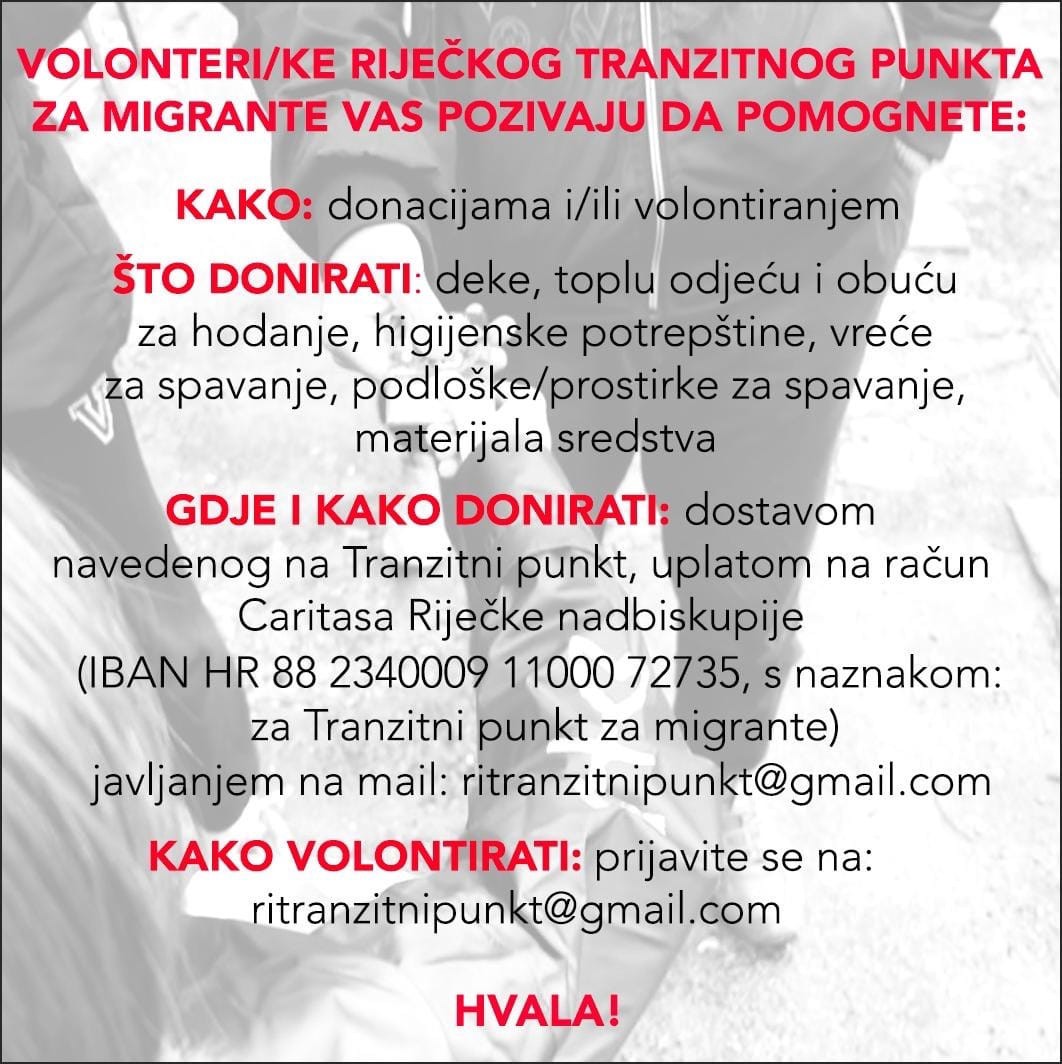 VOLONTERI/KE RIJEČKOG TRANZITNOG PUNKTA
ZA MIGRANTE VAS POZIVAJU DA POMOGNETE:
KAKO: donacijama i/ili volontiranjem
ŠTO DONIRATI: deke, toplu odjeću i obuću
za hodanje, higijenske potrepštine, vreće
za spavanje, podloške/prostirke za spavanje,
materijala sredstva
GDJE I KAKO DONIRATI: dostavom
navedenog na Tranzitni punkt, uplatom na račun
Caritasa Riječke nadbiskupije
(IBAN HR 88 2340009 11000 72735, s naznakom:
za Tranzitni punkt za migrante)
javljanjem na mail: ritranzitnipunkt@gmail.com
KAKO VOLONTIRATI: prijavite se na:
ritranzitnipunkt@gmail.com
HVALA!